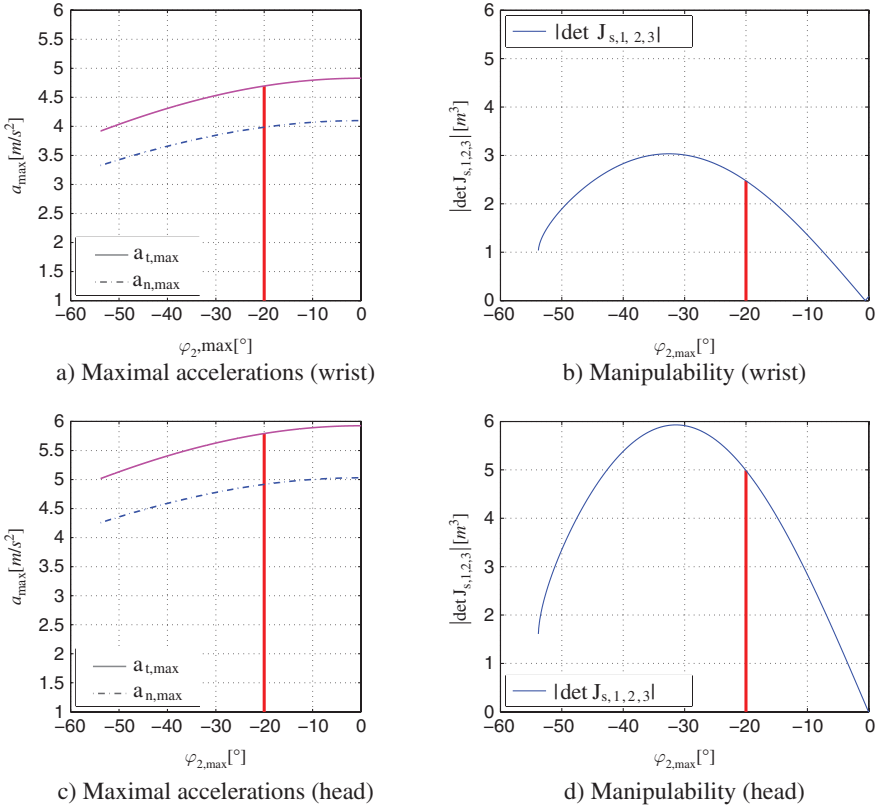 6
5.5
5
4.5
4
3.5
3
2.5
2
1.5
1
a_max[m/s²]
a_t,max
a_n,max
−60 −50 −40 −30 −20 −10 0
φ₂,max[°]
a) Maximal accelerations (wrist)
6
5
4
3
2
1
0
|det J_s,1,2,3| [m³]
|det J_s,1, 2,3|
−60 −50 −40 −30 −20 −10 0
φ_2,max[°]
b) Manipulability (wrist)
6
5.5
5
4.5
4
3.5
3
2.5
2
1.5
1
a_max[m/s²]
a_t,max
a_n,max
−60 −50 −40 −30 −20 −10 0
φ_2,max[°]
c) Maximal accelerations (head)
6
5
4
3
2
1
0
|det J_s,1,2,3| [m³]
|det J_s,1,2,3|
−60 −50 −40 −30 −20 −10 0
φ_2,max[°]
d) Manipulability (head)